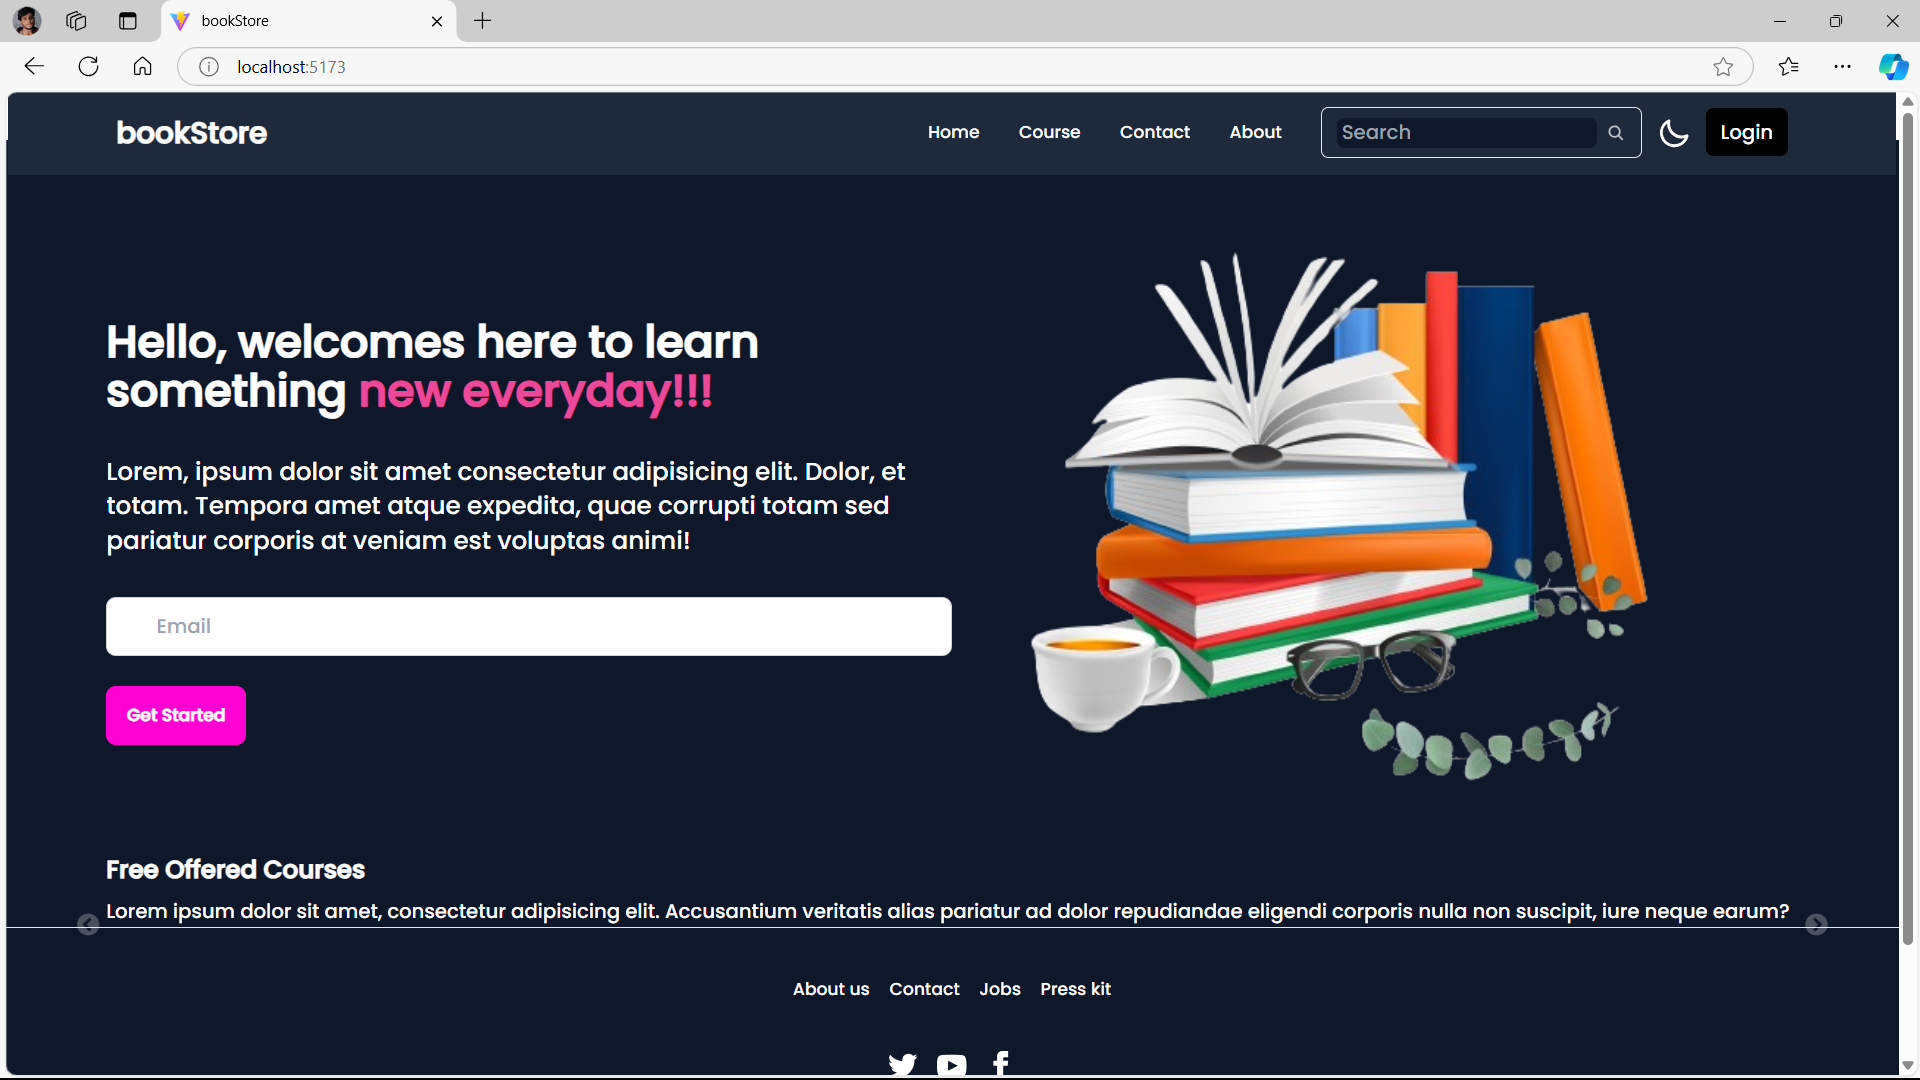 bookStore
localhost:5173
bookStore
Home Course Contact About Search Login
Hello, welcomes here to learn
something new everyday!!!
Lorem, ipsum dolor sit amet consectetur adipisicing elit. Dolor, et
totam. Tempora amet atque expedita, quae corrupti totam sed
pariatur corporis at veniam est voluptas animi!
Email
Get Started
Free Offered Courses
Lorem ipsum dolor sit amet, consectetur adipisicing elit. Accusantium veritatis alias pariatur ad dolor repudiandae eligendi corporis nulla non suscipit, iure neque earum?
About us Contact Jobs Press kit